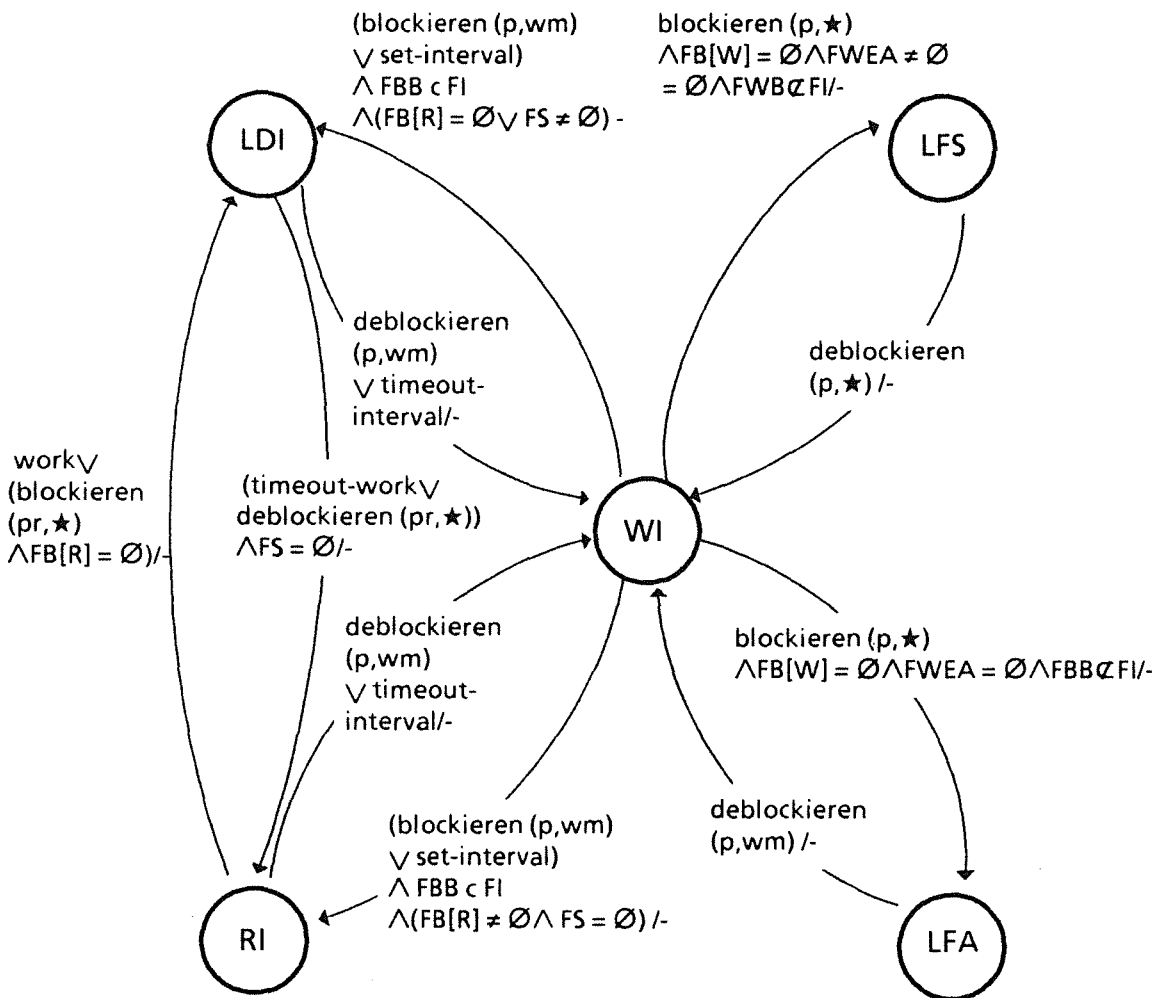 (blockieren (p,wm)
∨ set-interval)
∧ FBB c FI
∧(FB[R] = Ø∨ FS ≠ Ø) -
blockieren (p,★)
∧FB[W] = Ø∧FWEA ≠ Ø
= Ø∧FWB⊄FI/-
LDI
LFS
deblockieren
(p,wm)
∨ timeout-
interval/-
deblockieren
(p,★) /-
work∨
(blockieren
(pr,★)
∧FB[R] = Ø)/-
(timeout-work∨
deblockieren (pr,★))
∧FS = Ø/-
WI
deblockieren
(p,wm)
∨ timeout-
interval/-
blockieren (p,★)
∧FB[W] = Ø∧FWEA = Ø∧FBB⊄FI/-
(blockieren (p,wm)
∨ set-interval)
∧ FBB c FI
∧(FB[R] ≠ Ø∧ FS = Ø) /-
deblockieren
(p,wm) /-
RI
LFA